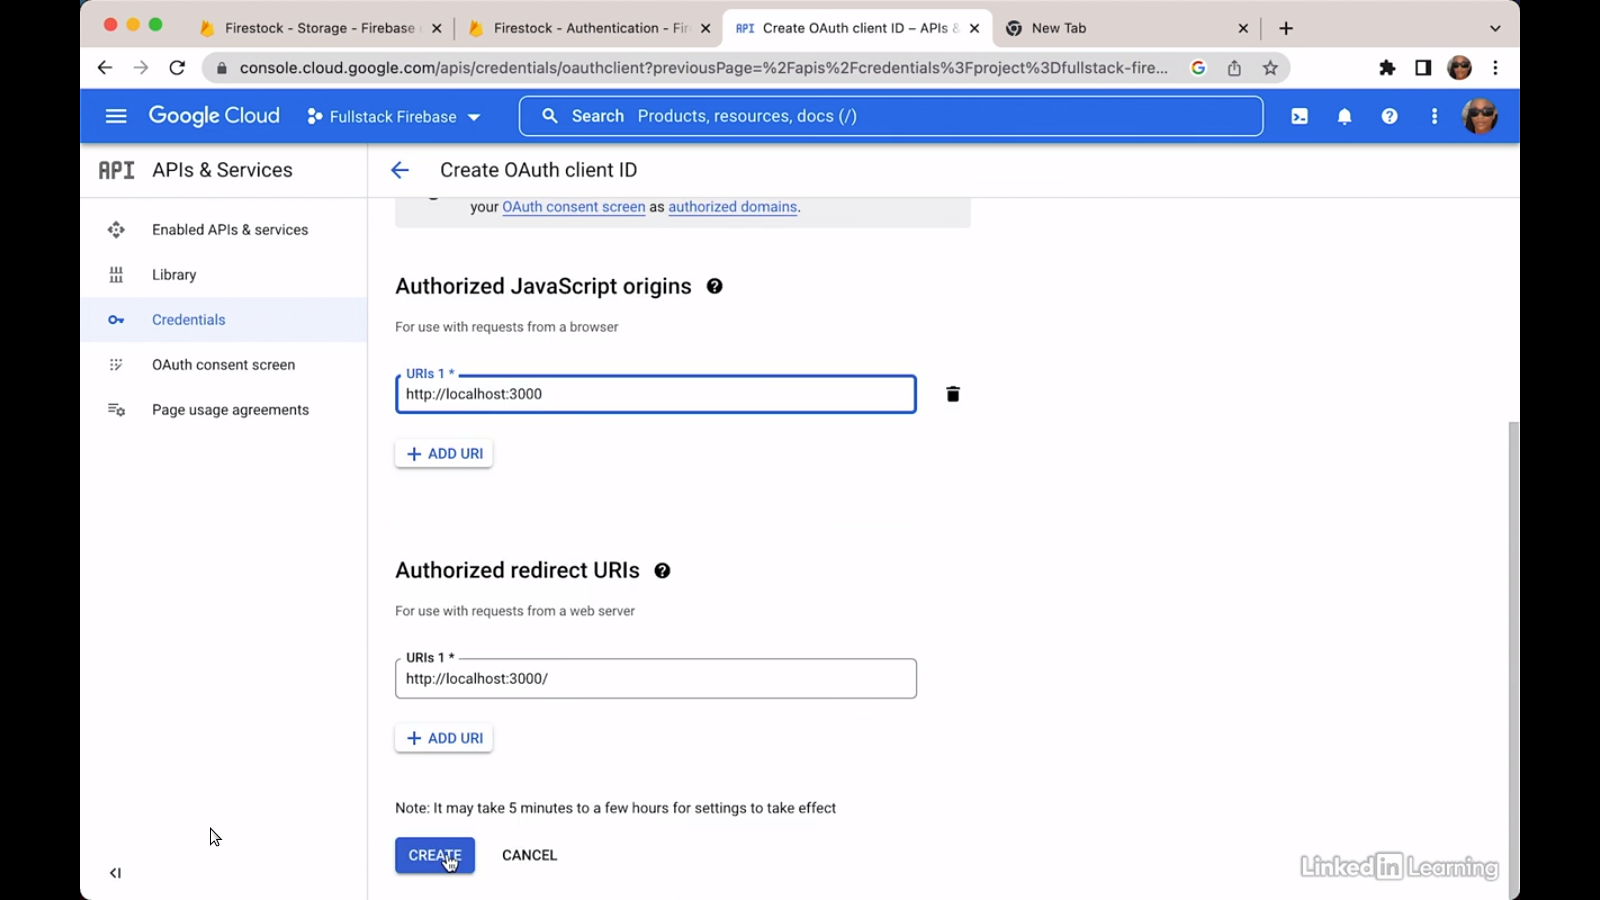 Firestock - Storage - Firebase
Firestock - Authentication - Fir
API Create OAuth client ID – APIs &
New Tab
console.cloud.google.com/apis/credentials/oauthclient?previousPage=%2Fapis%2Fcredentials%3Fproject%3Dfullstack-fire...
Google Cloud
Fullstack Firebase
Search Products, resources, docs (/)
API APIs & Services
Create OAuth client ID
your OAuth consent screen as authorized domains.
Enabled APIs & services
Library
Credentials
OAuth consent screen
Page usage agreements
Authorized JavaScript origins
For use with requests from a browser
URIs 1 *
http://localhost:3000
+ ADD URI
Authorized redirect URIs
For use with requests from a web server
URIs 1 *
http://localhost:3000/
+ ADD URI
Note: It may take 5 minutes to a few hours for settings to take effect
CREATE
CANCEL
LinkedIn Learning